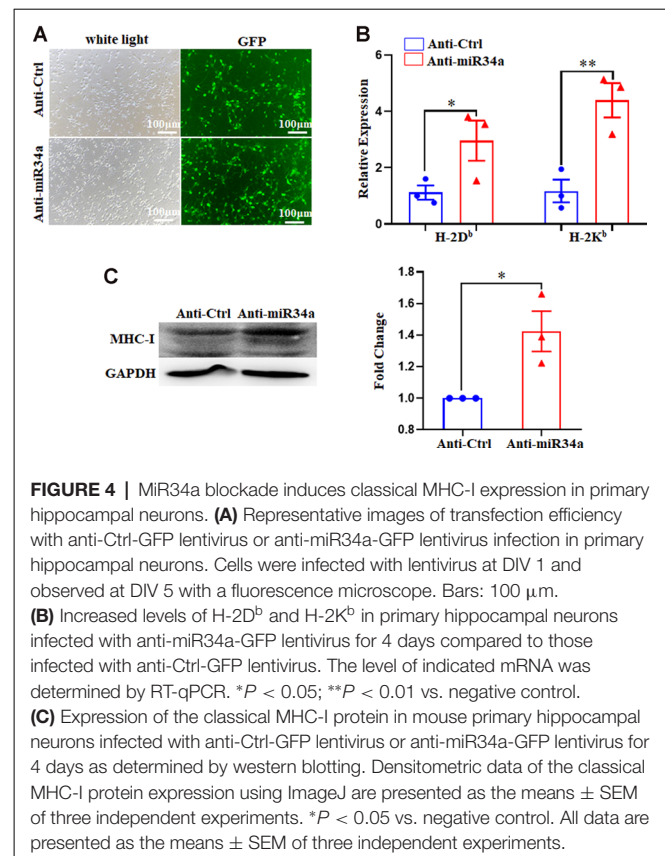 A
white light
GFP
Anti-Ctrl
100μm
100μm
Anti-miR34a
100μm
100μm
B
Anti-Ctrl
Anti-miR34a
Relative Expression
6
4
2
0
*
**
H-2Dᵇ
H-2Kᵇ
C
Anti-Ctrl Anti-miR34a
MHC-I
GAPDH
Fold Change
1.8
1.6
1.4
1.2
1.0
0.8
*
Anti-Ctrl
Anti-miR34a
FIGURE 4 | MiR34a blockade induces classical MHC-I expression in primary
hippocampal neurons. (A) Representative images of transfection efficiency
with anti-Ctrl-GFP lentivirus or anti-miR34a-GFP lentivirus infection in primary
hippocampal neurons. Cells were infected with lentivirus at DIV 1 and
observed at DIV 5 with a fluorescence microscope. Bars: 100 μm.
(B) Increased levels of H-2Dᵇ and H-2Kᵇ in primary hippocampal neurons
infected with anti-miR34a-GFP lentivirus for 4 days compared to those
infected with anti-Ctrl-GFP lentivirus. The level of indicated mRNA was
determined by RT-qPCR. *P < 0.05; **P < 0.01 vs. negative control.
(C) Expression of the classical MHC-I protein in mouse primary hippocampal
neurons infected with anti-Ctrl-GFP lentivirus or anti-miR34a-GFP lentivirus for
4 days as determined by western blotting. Densitometric data of the classical
MHC-I protein expression using ImageJ are presented as the means ± SEM
of three independent experiments. *P < 0.05 vs. negative control. All data are
presented as the means ± SEM of three independent experiments.